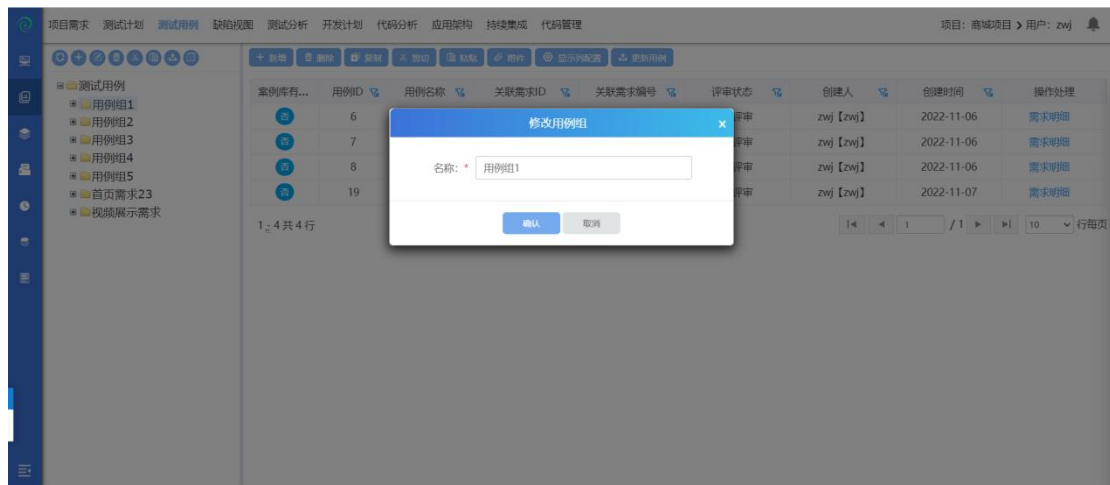 项目需求 测试计划 测试用例 缺陷视图 测试分析 开发计划 代码分析 应用架构 持续集成 代码管理 项目：商城项目 用户：zwj
+ 新增 删除 复制 剪切 粘贴 附件 显示列配置 更新用例
测试用例
用例组1
用例组2
用例组3
用例组4
用例组5
首页需求23
视频展示需求
案例库有... 用例ID 用例名称 关联需求ID 关联需求编号 评审状态 创建人 创建时间 操作处理
否 6 评审 zwj【zwj】 2022-11-06 需求明细
否 7 评审 zwj【zwj】 2022-11-06 需求明细
否 8 评审 zwj【zwj】 2022-11-06 需求明细
否 19 评审 zwj【zwj】 2022-11-07 需求明细
1 - 4 共 4 行 1 / 1 10 行每页
修改用例组 ×
名称：* 用例组1
确认 取消